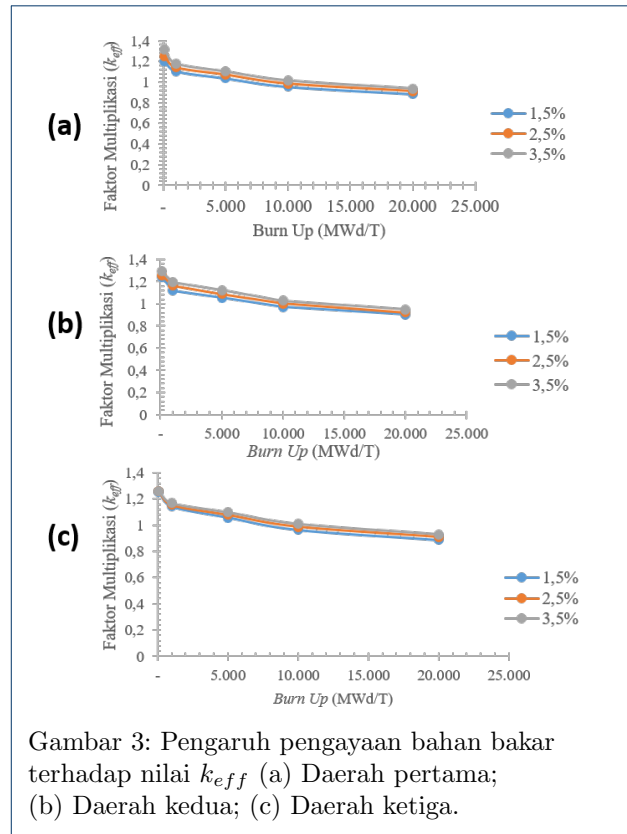 Faktor Multiplikasi (keff)
1,4
1,2
1
0,8
0,6
0,4
0,2
0
(a)
- 5.000 10.000 15.000 20.000 25.000
Burn Up (MWd/T)
1,5%
2,5%
3,5%
Faktor Multiplikasi (keff)
1,4
1,2
1
0,8
0,6
0,4
0,2
0
(b)
- 5.000 10.000 15.000 20.000 25.000
Burn Up (MWd/T)
1,5%
2,5%
3,5%
Faktor Multiplikasi (keff)
1,4
1,2
1
0,8
0,6
0,4
0,2
0
(c)
- 5.000 10.000 15.000 20.000 25.000
Burn Up (MWd/T)
1,5%
2,5%
3,5%
Gambar 3: Pengaruh pengayaan bahan bakar
terhadap nilai keff (a) Daerah pertama;
(b) Daerah kedua; (c) Daerah ketiga.